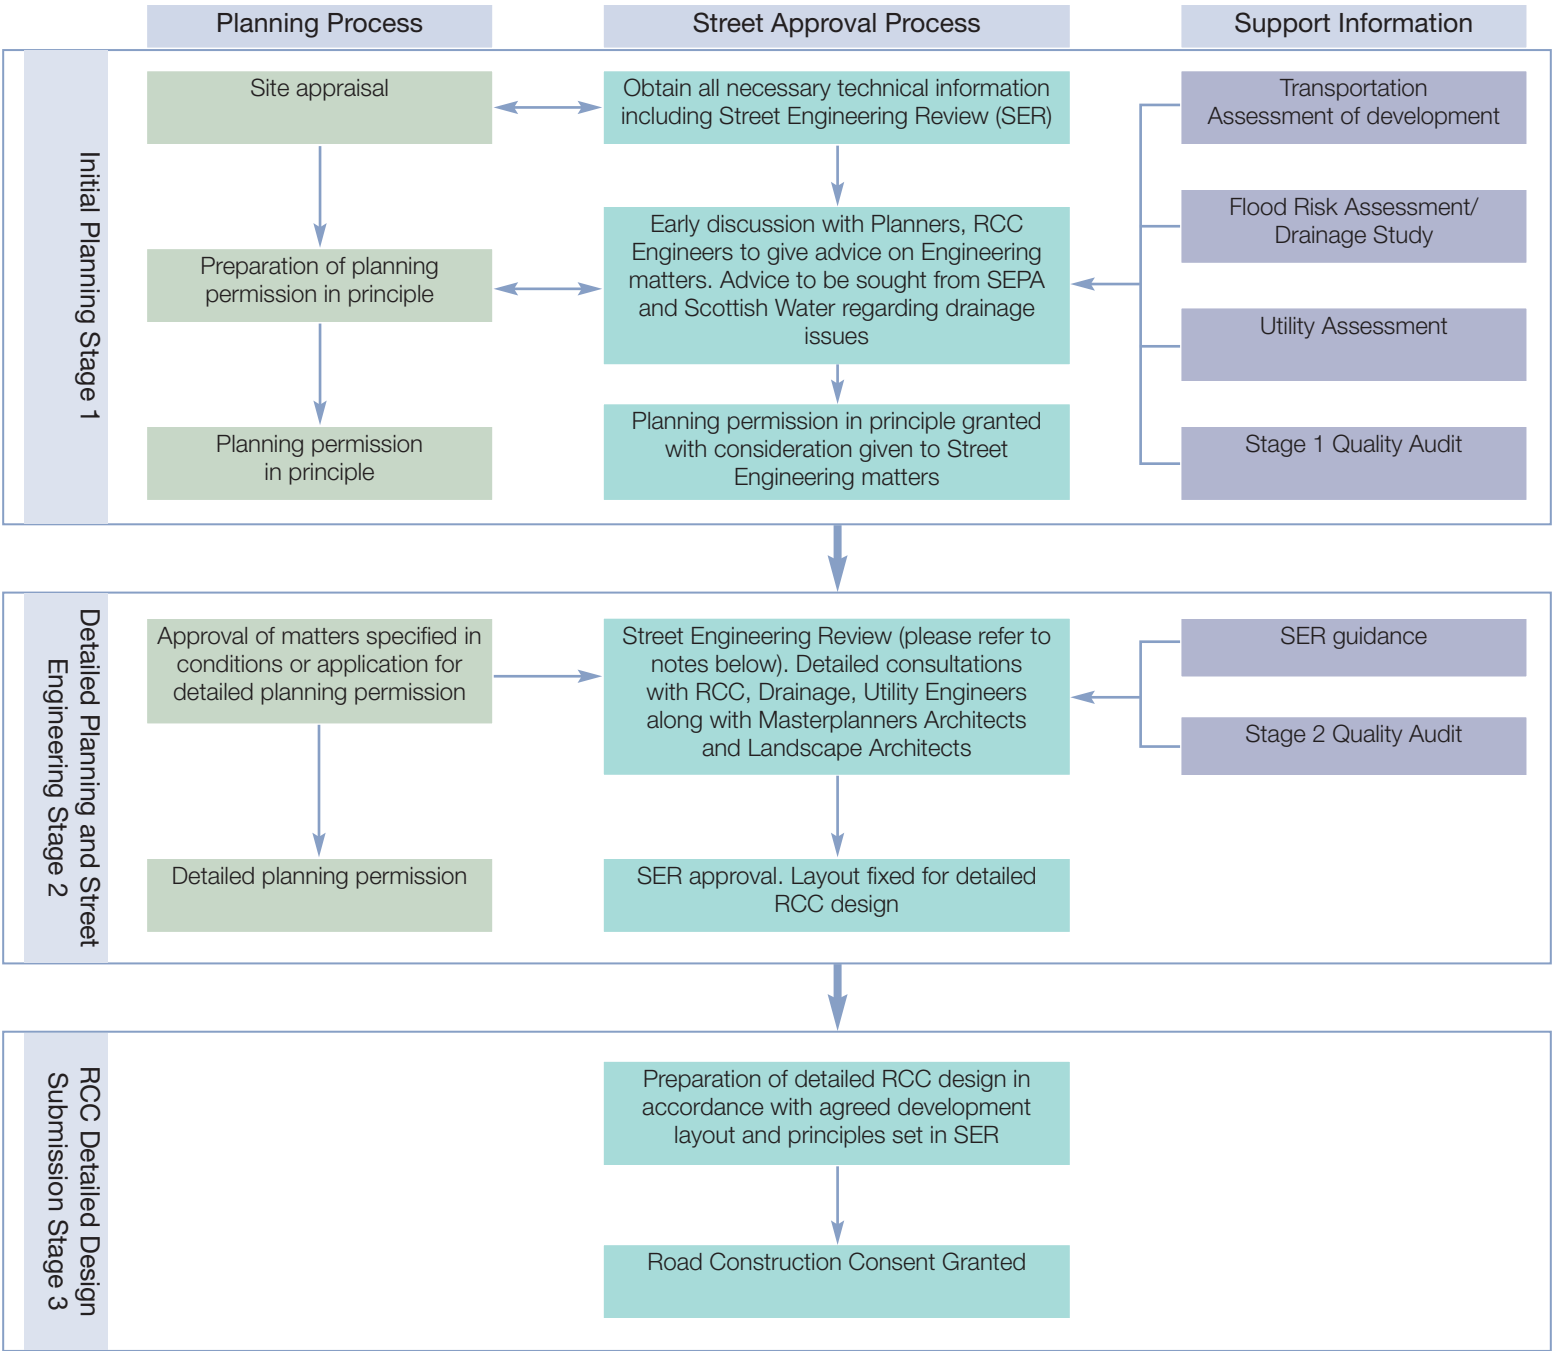 Planning Process
Street Approval Process
Support Information
Initial Planning Stage 1
Site appraisal
Obtain all necessary technical information
including Street Engineering Review (SER)
Transportation
Assessment of development
Preparation of planning
permission in principle
Early discussion with Planners, RCC
Engineers to give advice on Engineering
matters. Advice to be sought from SEPA
and Scottish Water regarding drainage
issues
Flood Risk Assessment/
Drainage Study
Utility Assessment
Planning permission
in principle
Planning permission in principle granted
with consideration given to Street
Engineering matters
Stage 1 Quality Audit
Detailed Planning and Street
Engineering Stage 2
Approval of matters specified in
conditions or application for
detailed planning permission
Street Engineering Review (please refer to
notes below). Detailed consultations
with RCC, Drainage, Utility Engineers
along with Masterplanners Architects
and Landscape Architects
SER guidance
Stage 2 Quality Audit
Detailed planning permission
SER approval. Layout fixed for detailed
RCC design
RCC Detailed Design
Submission Stage 3
Preparation of detailed RCC design in
accordance with agreed development
layout and principles set in SER
Road Construction Consent Granted